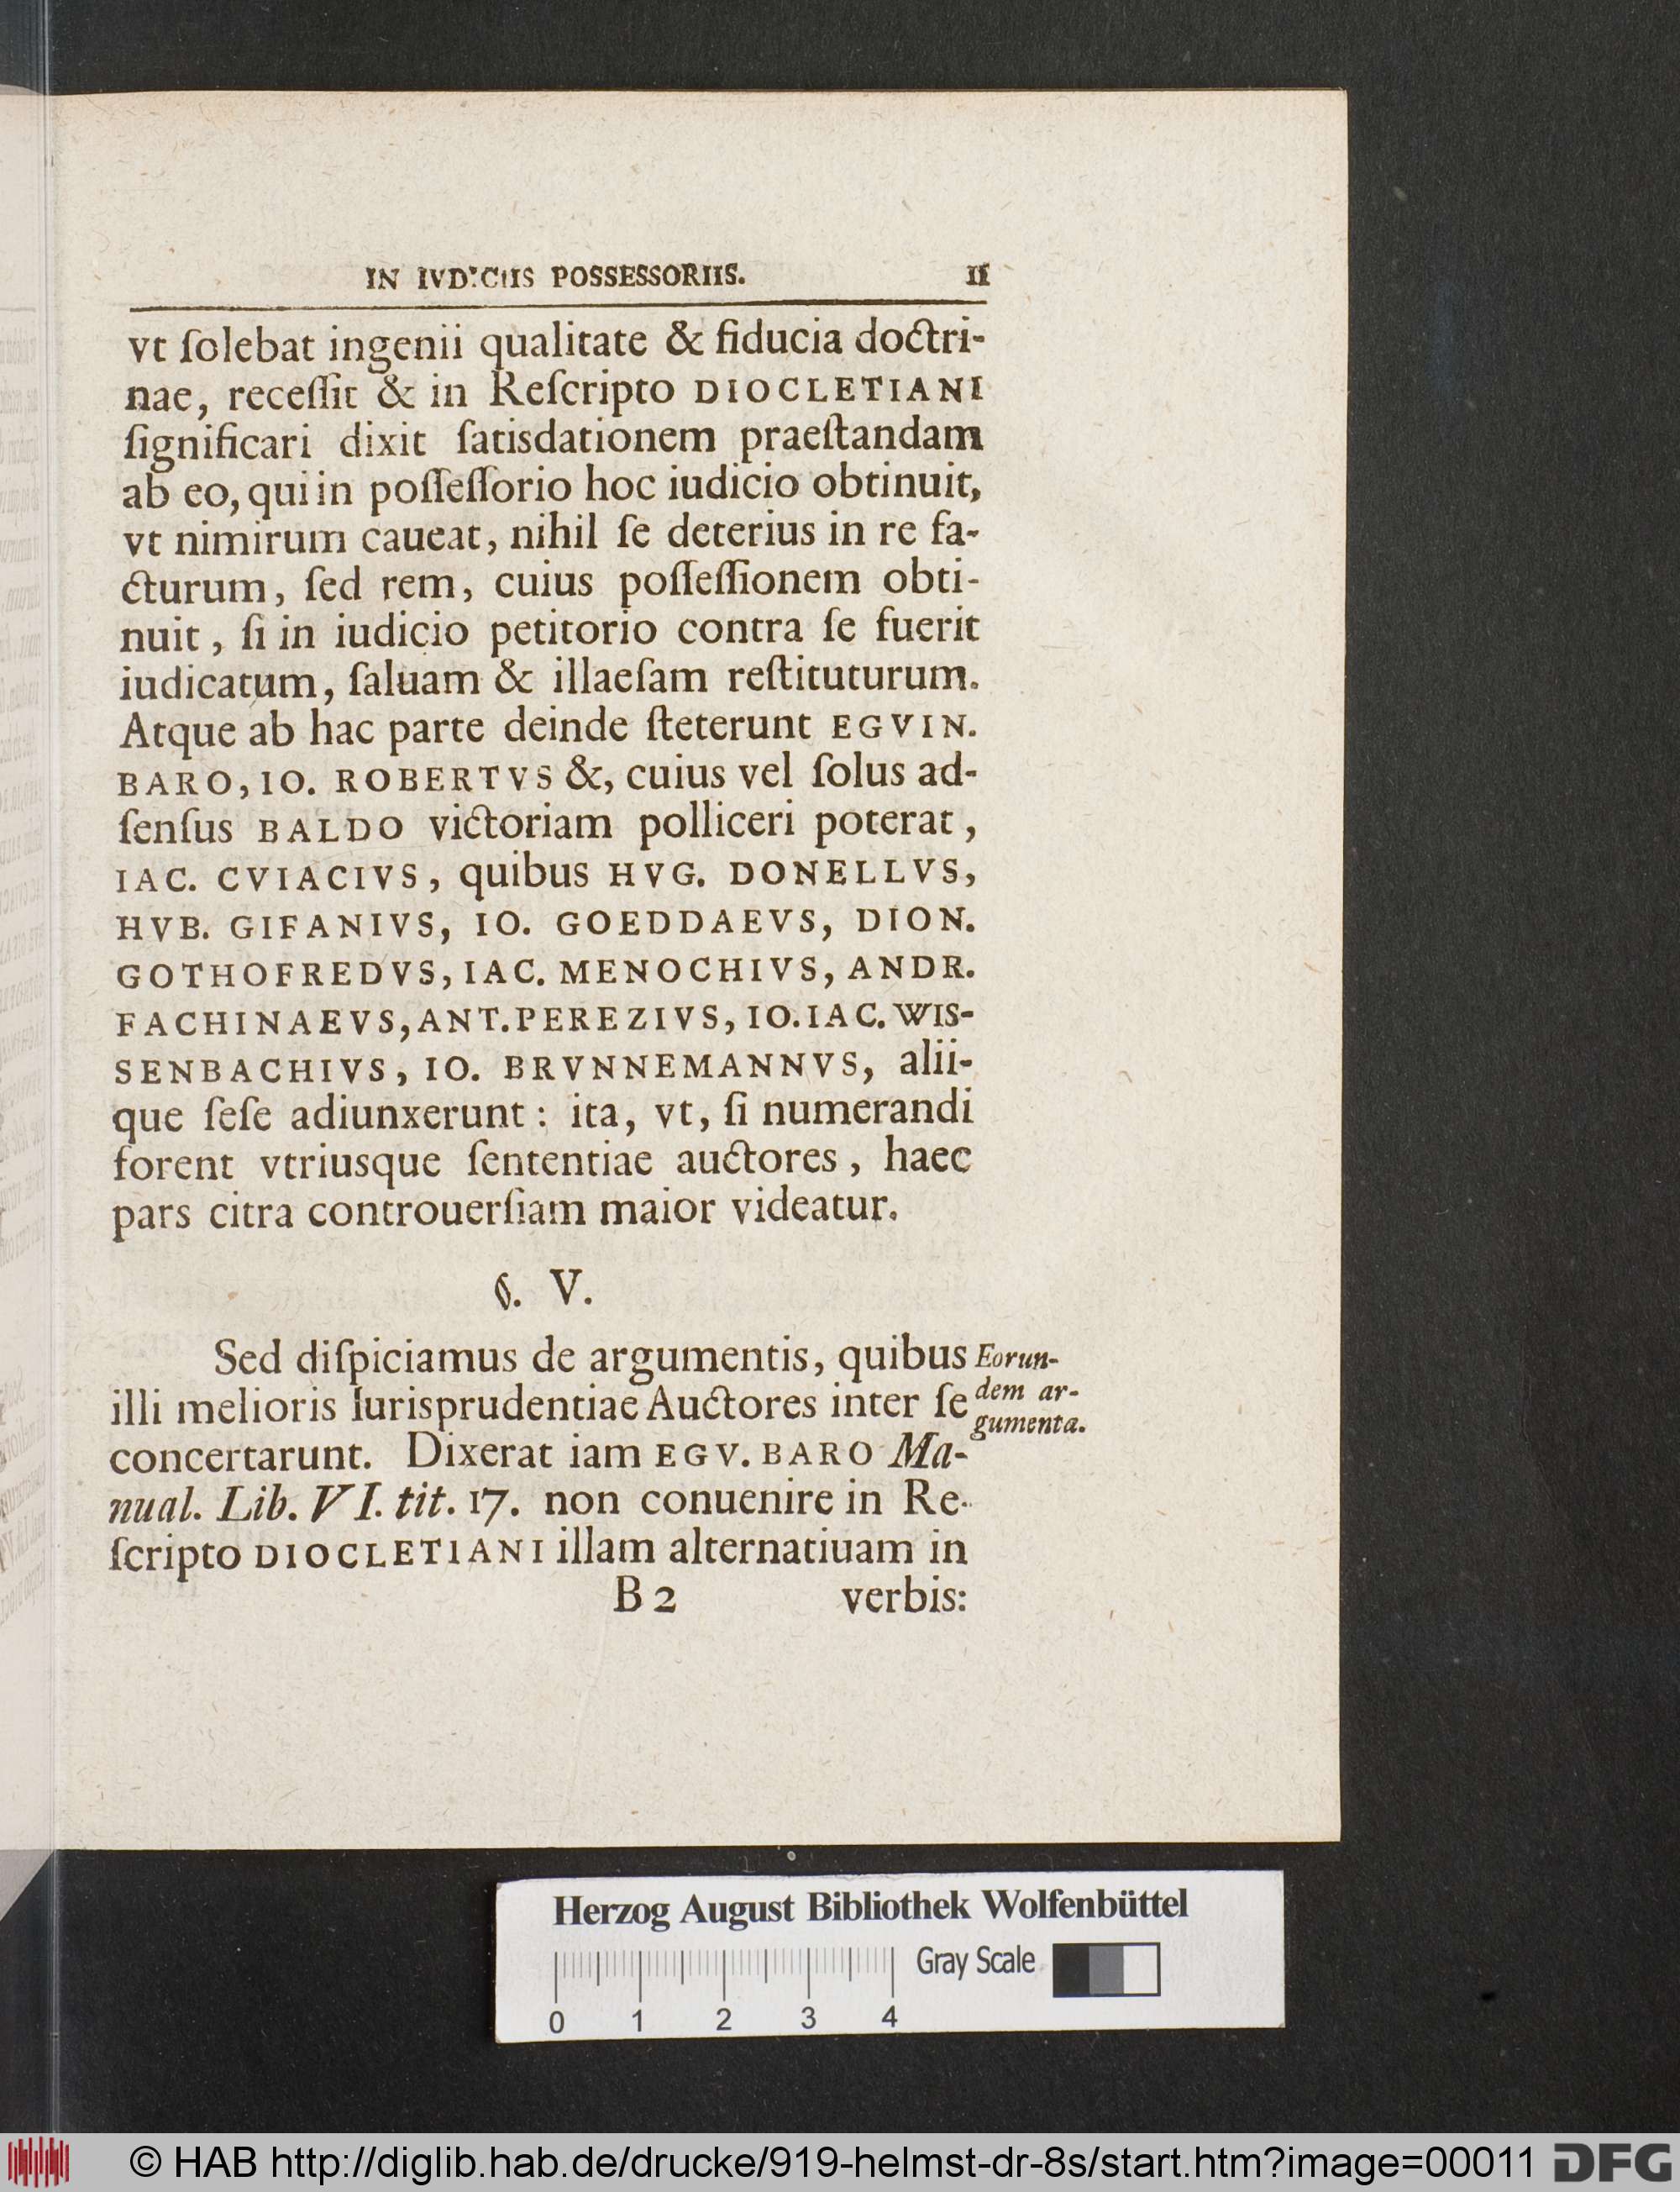 IN IVDICIIS POSSESSORIIS. 11
vt ſolebat ingenii qualitate & fiducia doctri-
nae, receſſit & in Reſcripto DIOCLETIANI
ſignificari dixit ſatisdationem praeſtandam
ab eo, qui in poſſeſſorio hoc iudicio obtinuit,
vt nimirum caueat, nihil ſe deterius in re fa-
cturum, ſed rem, cuius poſſeſſionem obti-
nuit, ſi in iudicio petitorio contra ſe fuerit
iudicatum, ſaluam & illaeſam reſtituturum.
Atque ab hac parte deinde ſteterunt EGVIN.
BARO, IO. ROBERTVS &, cuius vel ſolus ad-
ſenſus BALDO victoriam polliceri poterat,
IAC. CVIACIVS, quibus HVG. DONELLVS,
HVB. GIFANIVS, IO. GOEDDAEVS, DION.
GOTHOFREDVS, IAC. MENOCHIVS, ANDR.
FACHINAEVS, ANT. PEREZIVS, IO. IAC. WIS-
SENBACHIVS, IO. BRVNNEMANNVS, alii-
que ſeſe adiunxerunt: ita, vt, ſi numerandi
forent vtriusque ſententiae auctores, haec
pars citra controuerſiam maior videatur.
§. V.
Sed diſpiciamus de argumentis, quibus
illi melioris Iurisprudentiae Auctores inter ſe
concertarunt. Dixerat iam EGV. BARO Ma-
nual. Lib. VI. tit. 17. non conuenire in Re-
ſcripto DIOCLETIANI illam alternatiuam in
Eorun-
dem ar-
gumenta.
B 2 verbis:
Herzog August Bibliothek Wolfenbüttel
Gray Scale
0 1 2 3 4
© HAB http://diglib.hab.de/drucke/919-helmst-dr-8s/start.htm?image=00011 DFG